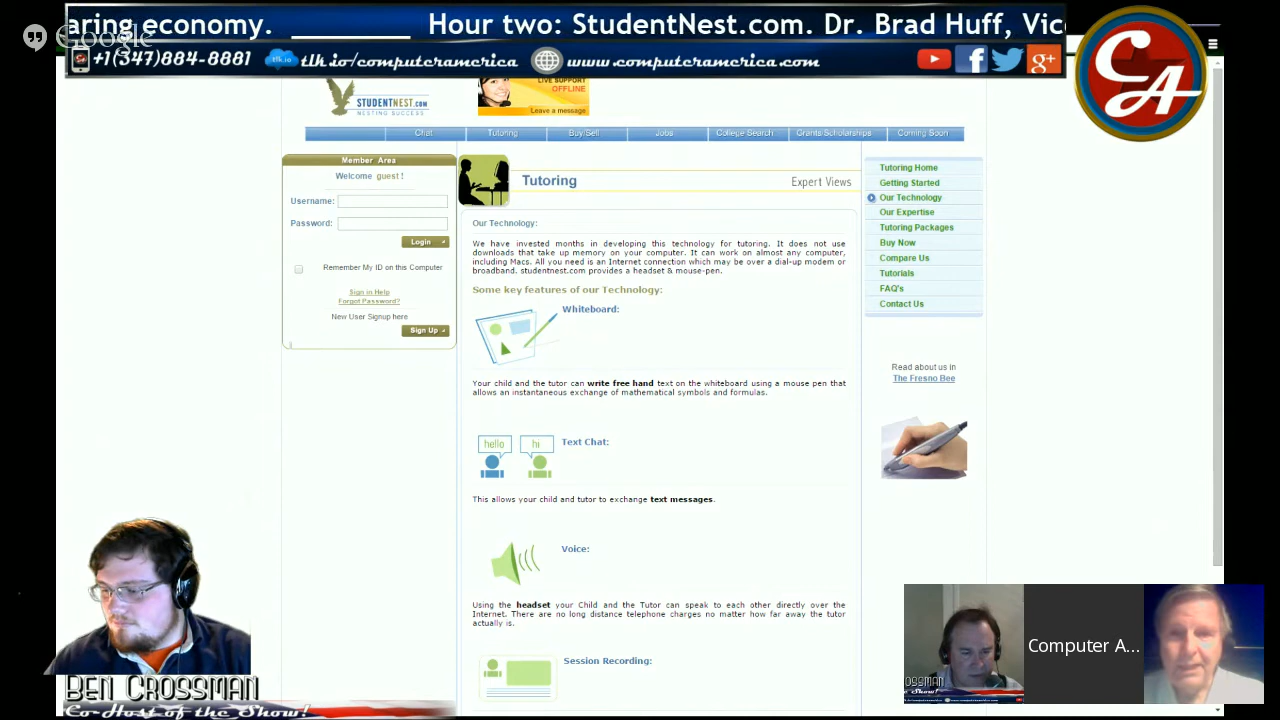 aring economy. __________ Hour two: StudentNest.com. Dr. Brad Huff, Vic
Google
+1(347)884-8881 tlk.io/computeramerica www.computeramerica.com
CA
STUDENTNEST.COM
NESTING SUCCESS
LIVE SUPPORT
OFFLINE
Leave a message
Chat Tutoring Buy/Sell Jobs College Search Grants/Scholarships Coming Soon
Member Area
Welcome guest !
Username:
Password:
Login
Remember My ID on this Computer
Sign in Help
Forgot Password?
New User Signup here
Sign Up
Tutoring
Expert Views
Our Technology:
We have invested months in developing this technology for tutoring. It does not use
downloads that take up memory on your computer. It can work on almost any computer,
including Macs. All you need is an Internet connection which may be over a dial-up modem or
broadband. studentnest.com provides a headset & mouse-pen.
Some key features of our Technology:
Whiteboard:
Your child and the tutor can write free hand text on the whiteboard using a mouse pen that
allows an instantaneous exchange of mathematical symbols and formulas.
hello hi
Text Chat:
This allows your child and tutor to exchange text messages.
Voice:
Using the headset your Child and the Tutor can speak to each other directly over the
Internet. There are no long distance telephone charges no matter how far away the tutor
actually is.
Session Recording:
Tutoring Home
Getting Started
Our Technology
Our Expertise
Tutoring Packages
Buy Now
Compare Us
Tutorials
FAQ's
Contact Us
Read about us in
The Fresno Bee
BEN CROSSMAN
Co-Host of the Show!
Computer A...